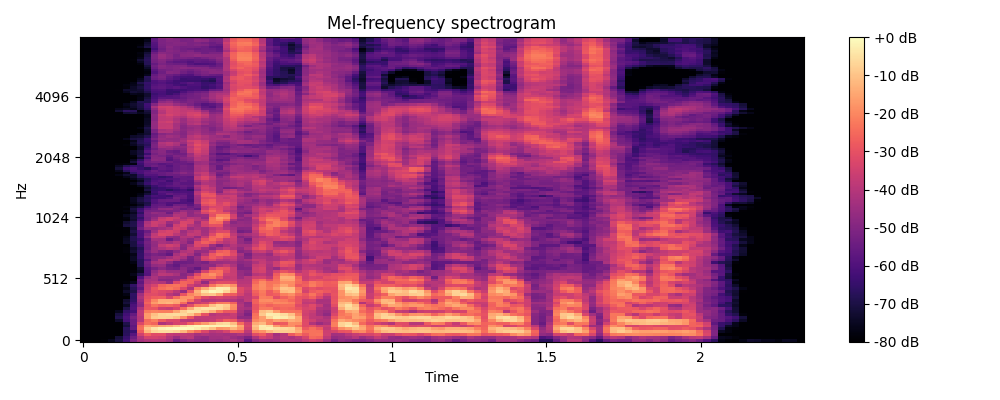 Mel-frequency spectrogram
Hz
4096
2048
1024
512
0
0
0.5
1
1.5
2
Time
+0 dB
-10 dB
-20 dB
-30 dB
-40 dB
-50 dB
-60 dB
-70 dB
-80 dB